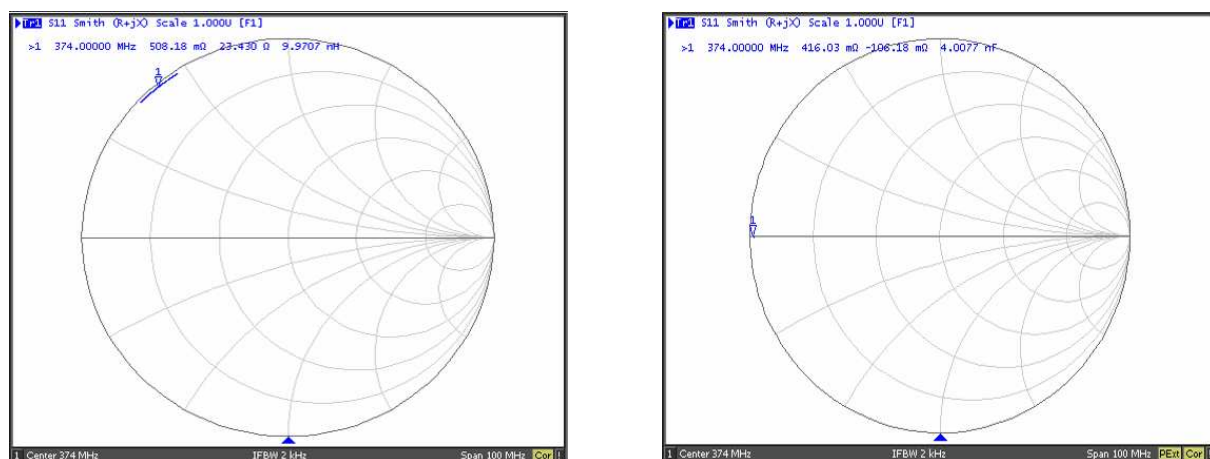 ▶Tr1 S11 Smith (R+jX) Scale 1.000U [F1]
>1 374.00000 MHz 508.18 mΩ 23.430 Ω 9.9707 nH
1
1 Center 374 MHz IFBW 2 kHz Span 100 MHz Cor !
▶Tr1 S11 Smith (R+jX) Scale 1.000U [F1]
>1 374.00000 MHz 416.03 mΩ -106.18 mΩ 4.0077 nF
1
1 Center 374 MHz IFBW 2 kHz Span 100 MHz PExt Cor !